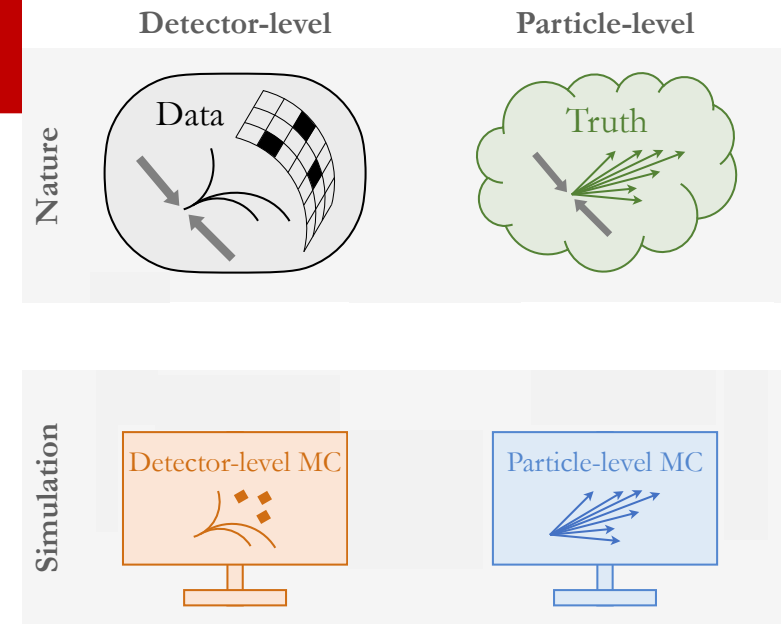 Detector-level
Particle-level
Nature
Data
Truth
Simulation
Detector-level MC
Particle-level MC